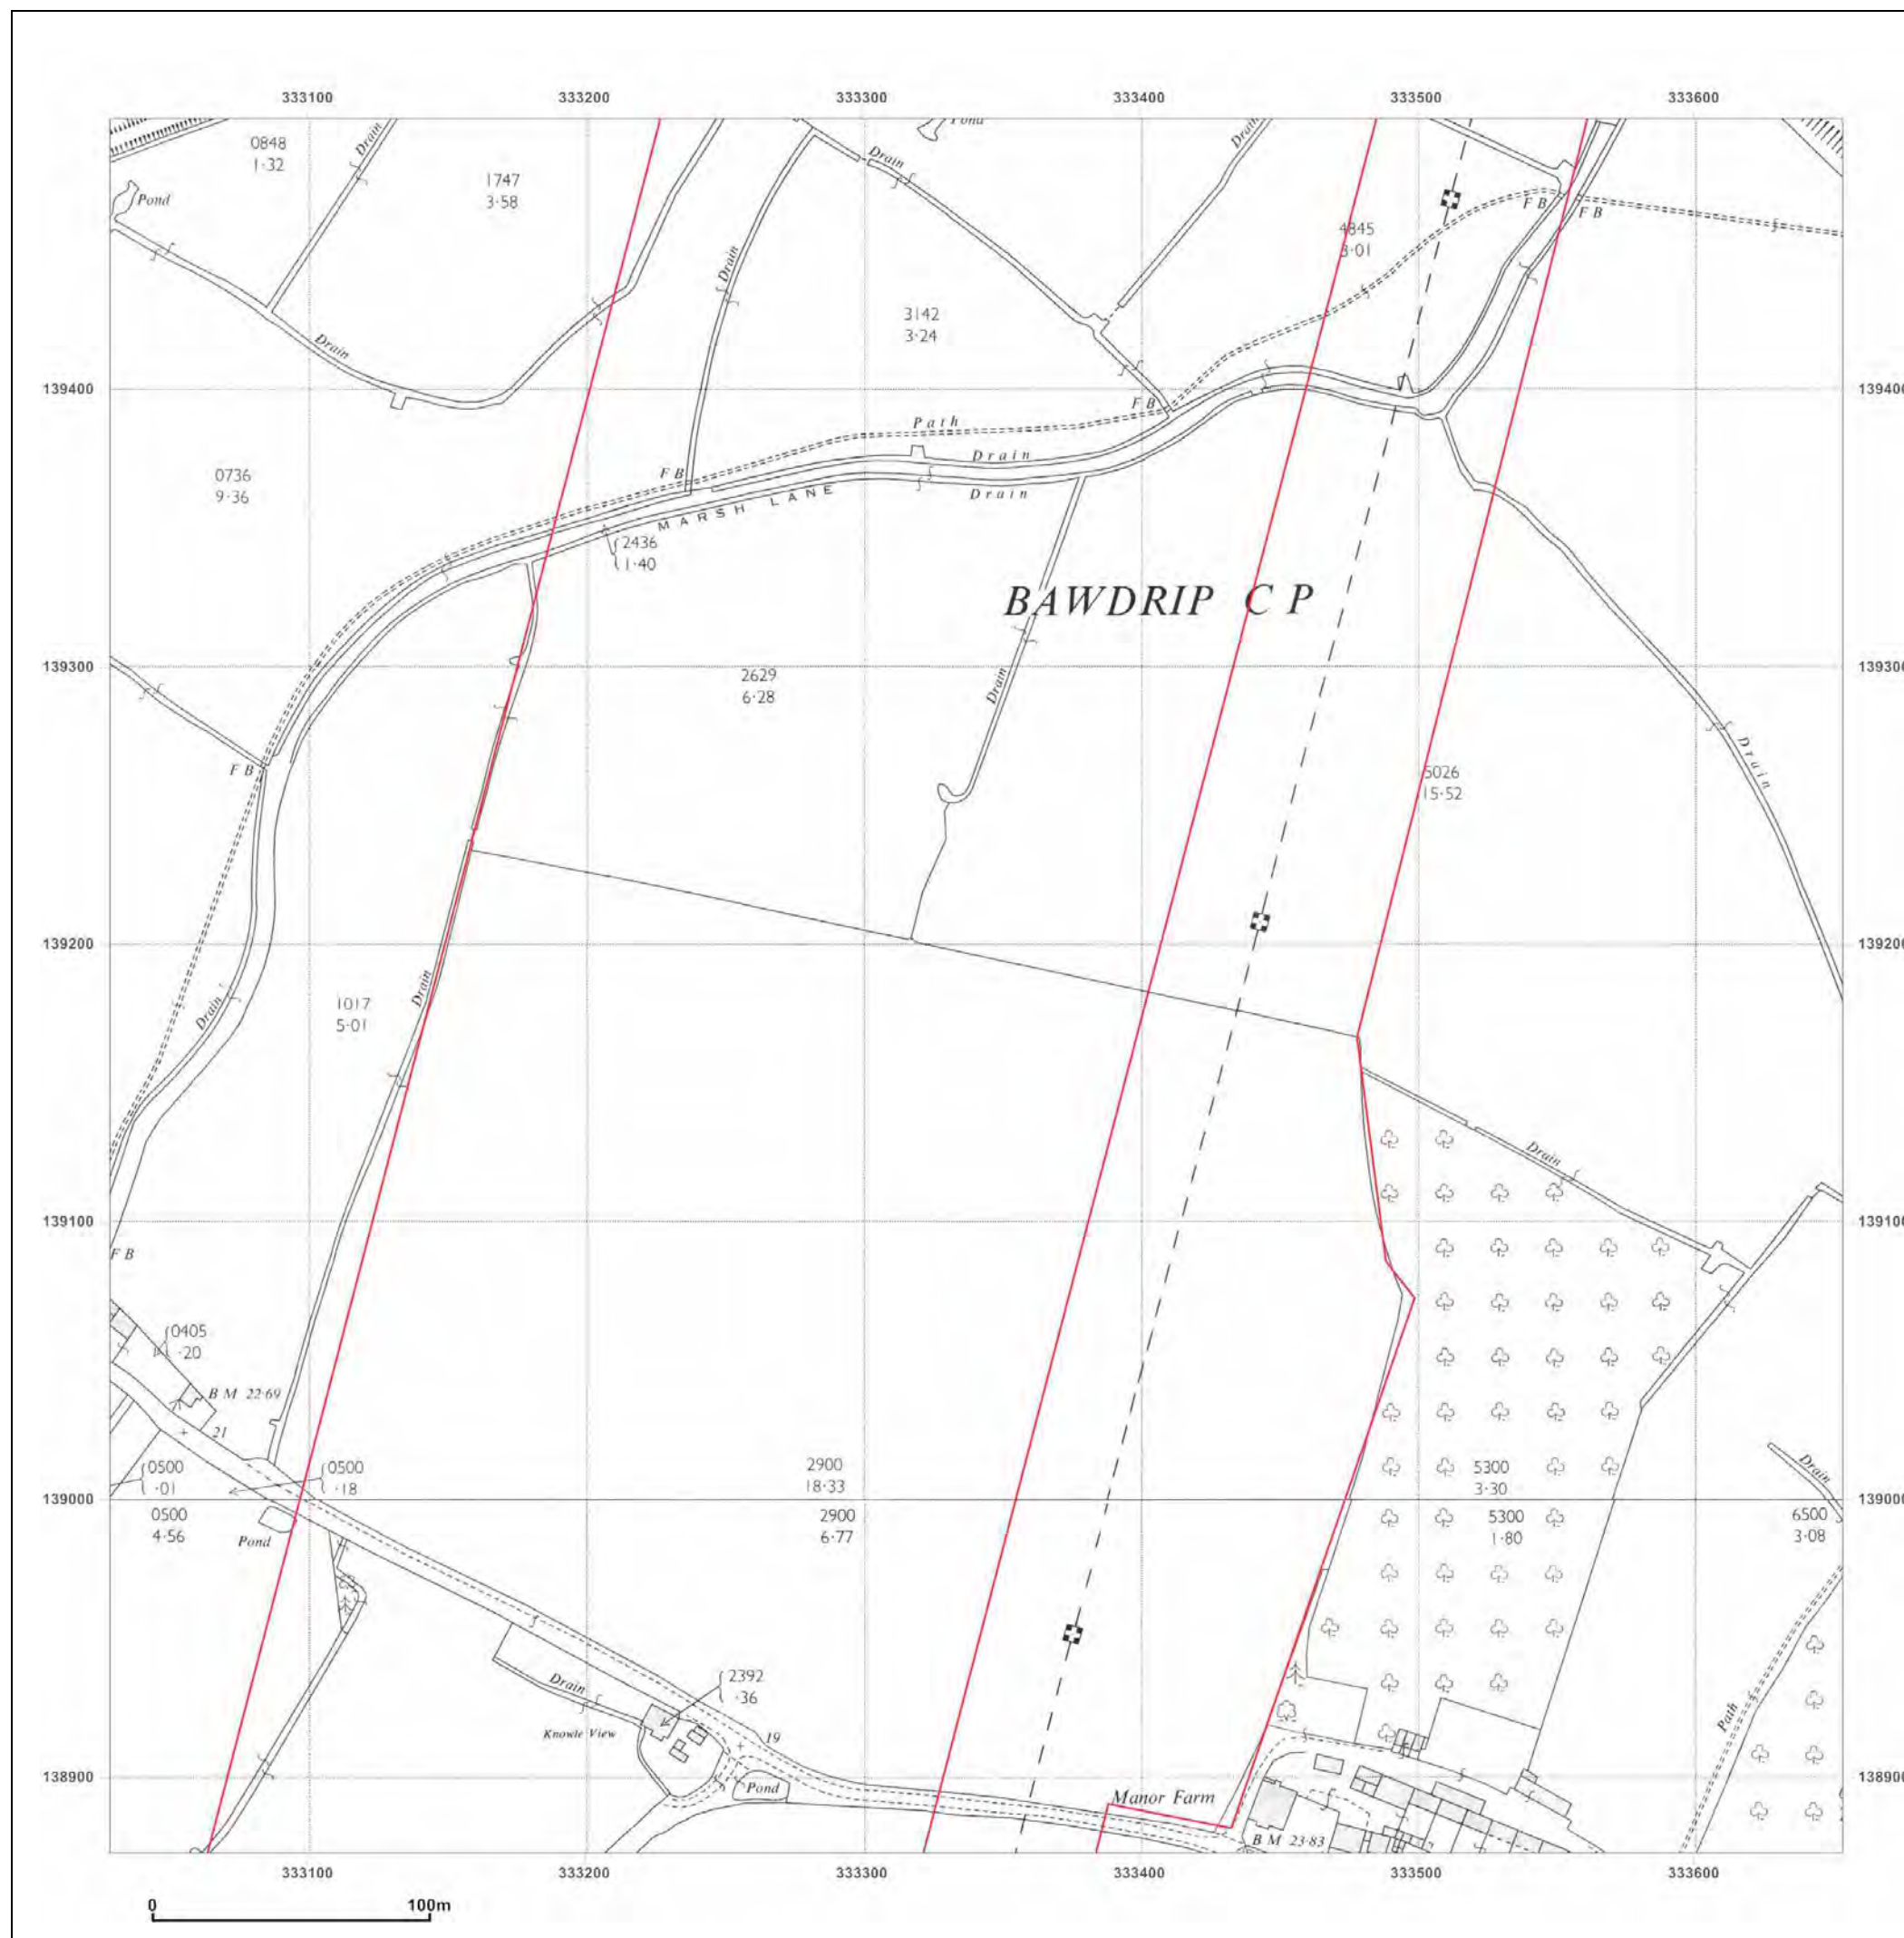 333100 333200 333300 333400 333500 333600
0848
1·32
Drain
Pond
Drain
1747
3·58
Drain
Pond
Drain
4845
3·01
F B
F B
3142
3·24
Drain
139400
139400
F B
Path
Drain
0736
9·36
F B
Drain
MARSH LANE
2436
1·40
BAWDRIP C P
139300
139300
2629
6·28
Drain
F B
5026
15·52
Drain
139200
139200
Drain
1017
5·01
Drain
Drain
139100
139100
F B
0405
·20
B M 22·69
21
0500
·01
0500
·18
2900
18·33
5300
3·30
Drain
139000
139000
0500
4·56
Pond
2900
6·77
5300
1·80
6500
3·08
Drain
2392
·36
Knowle View
19
Path
138900
138900
Pond
Manor Farm
B M 23·83
333100 333200 333300 333400 333500 333600
0 100m